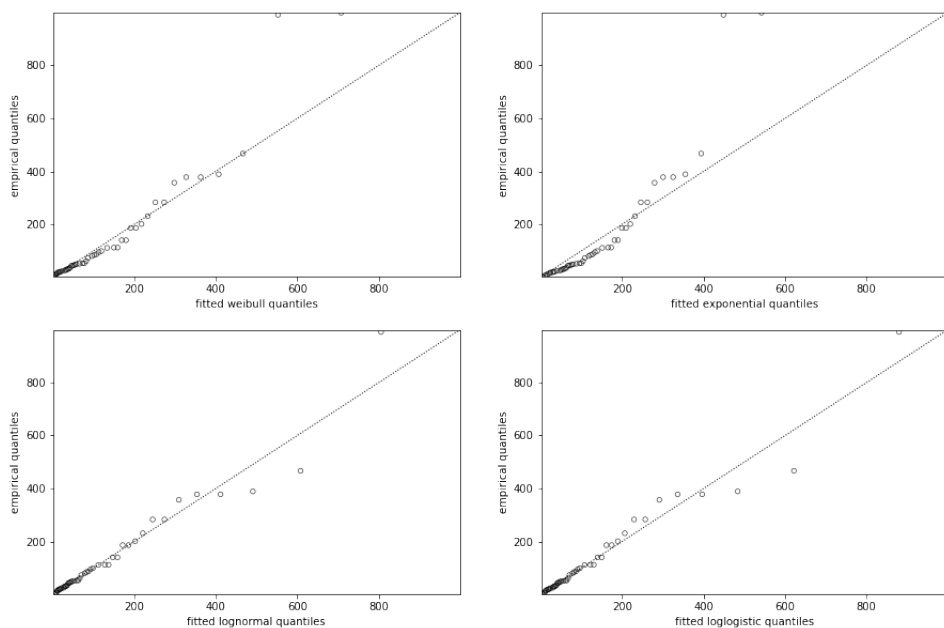 800
600
400
200
empirical quantiles
200 400 600 800
fitted weibull quantiles
800
600
400
200
empirical quantiles
200 400 600 800
fitted exponential quantiles
800
600
400
200
empirical quantiles
200 400 600 800
fitted lognormal quantiles
800
600
400
200
empirical quantiles
200 400 600 800
fitted loglogistic quantiles